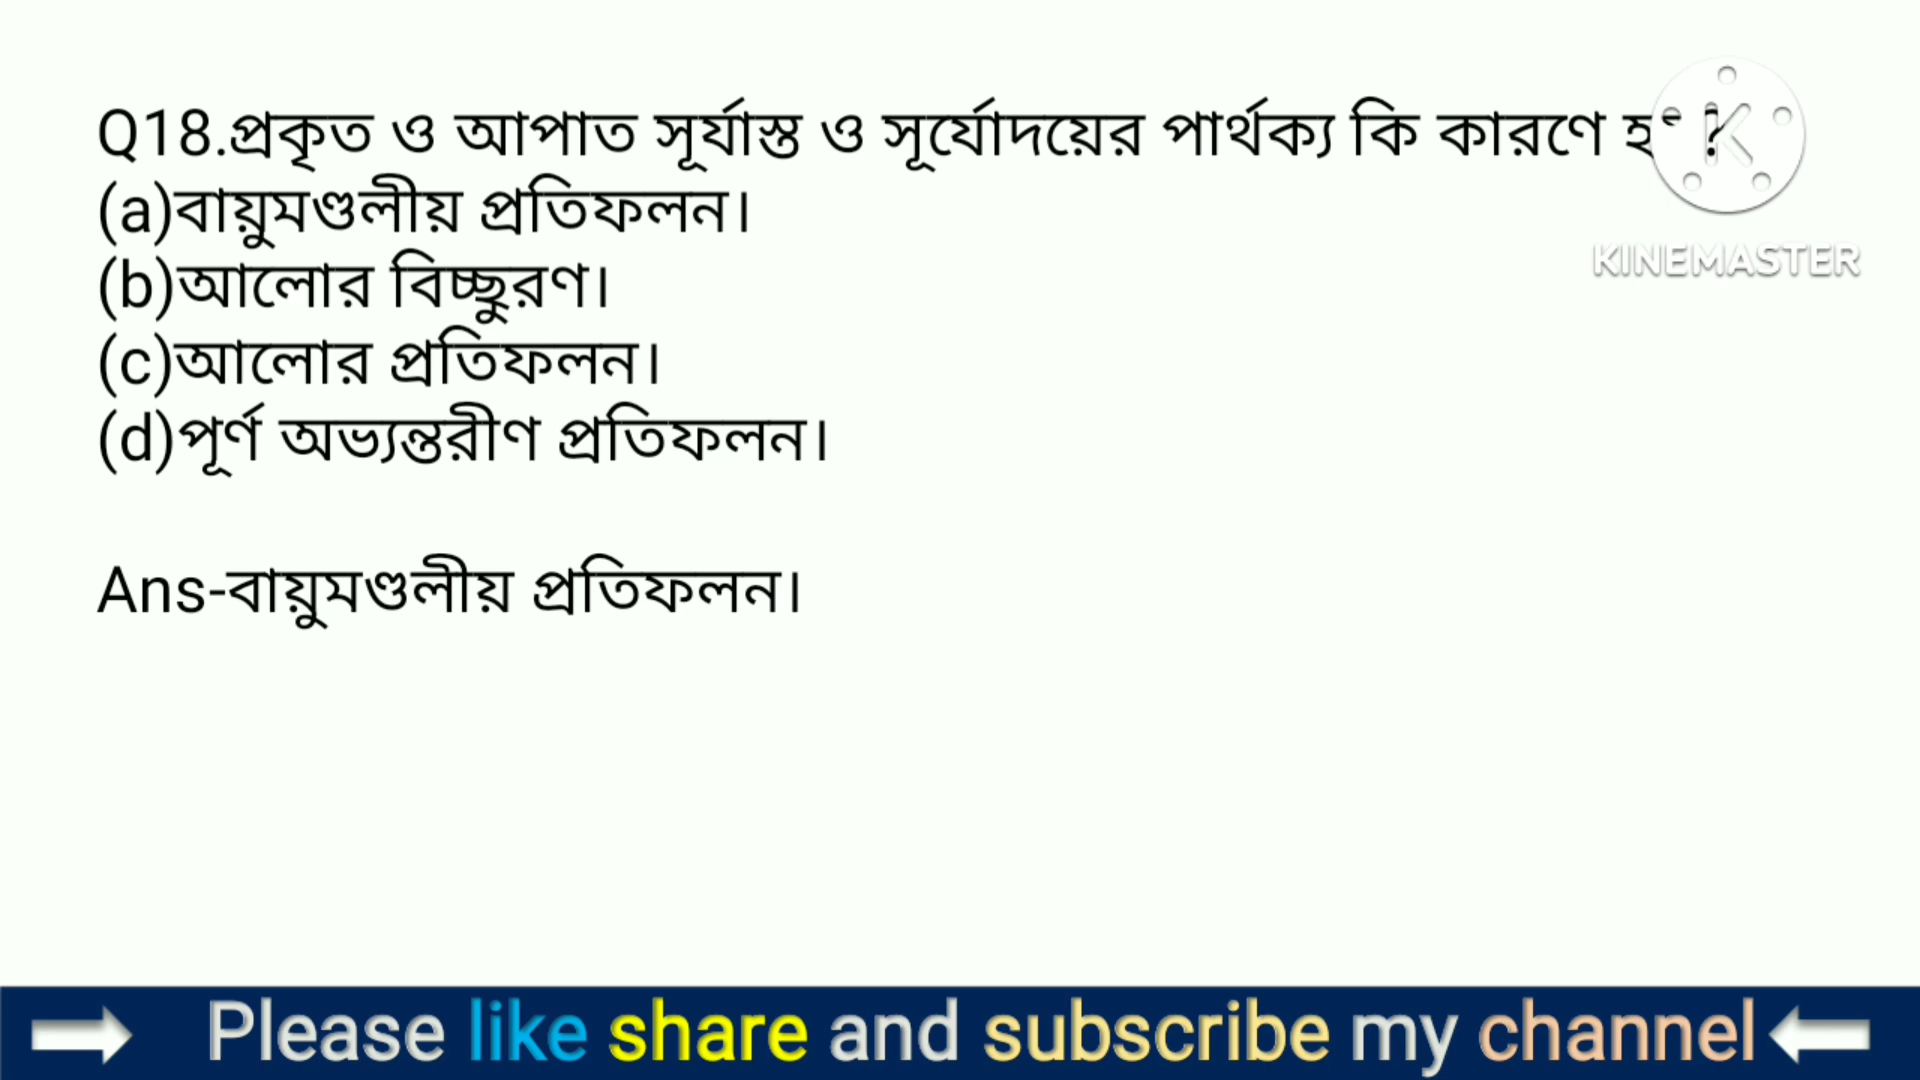 Q18.প্রকৃত ও আপাত সূর্যাস্ত ও সূর্যোদয়ের পার্থক্য কি কারণে ?
(a)বায়ুমণ্ডলীয় প্রতিফলন।
(b)আলোর বিচ্ছুরণ।
(c)আলোর প্রতিফলন।
(d)পূর্ণ অভ্যন্তরীণ প্রতিফলন।
Ans-বায়ুমণ্ডলীয় প্রতিফলন।
K
KINEMASTER
Please like share and subscribe my channel